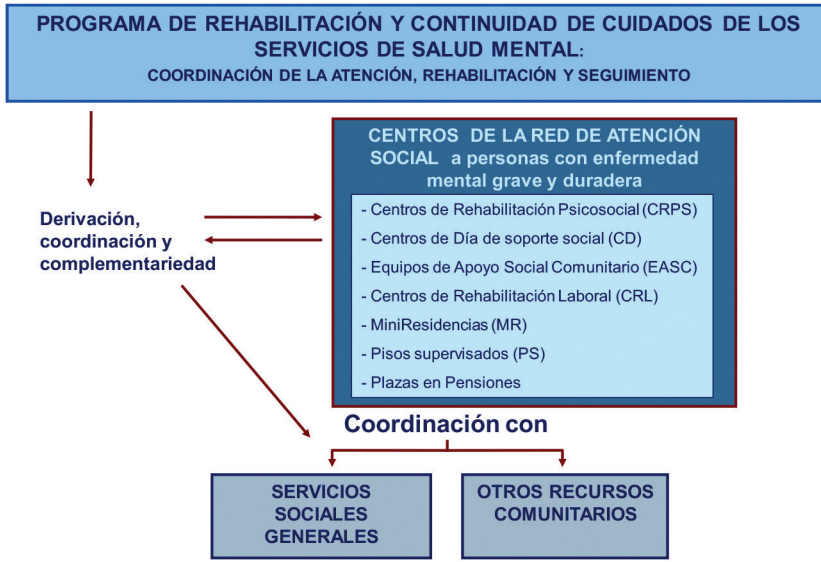 PROGRAMA DE REHABILITACIÓN Y CONTINUIDAD DE CUIDADOS DE LOS
SERVICIOS DE SALUD MENTAL:
COORDINACIÓN DE LA ATENCIÓN, REHABILITACIÓN Y SEGUIMIENTO
CENTROS DE LA RED DE ATENCIÓN
SOCIAL a personas con enfermedad
mental grave y duradera
- Centros de Rehabilitación Psicosocial (CRPS)
- Centros de Día de soporte social (CD)
- Equipos de Apoyo Social Comunitario (EASC)
- Centros de Rehabilitación Laboral (CRL)
- MiniResidencias (MR)
- Pisos supervisados (PS)
- Plazas en Pensiones
Derivación,
coordinación y
complementariedad
Coordinación con
SERVICIOS
SOCIALES
GENERALES
OTROS RECURSOS
COMUNITARIOS